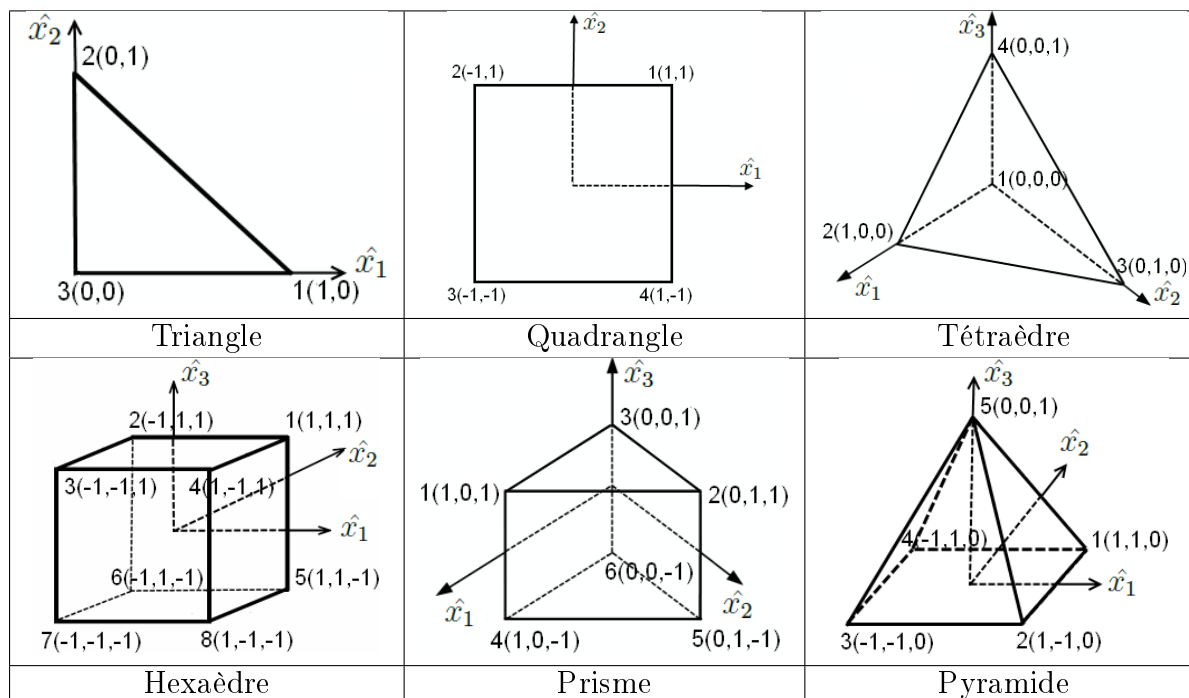 x̂2
2(0,1)
3(0,0)
1(1,0)
x̂1
Triangle
x̂2
2(-1,1)
1(1,1)
x̂1
3(-1,-1)
4(1,-1)
Quadrangle
x̂3
4(0,0,1)
1(0,0,0)
2(1,0,0)
3(0,1,0)
x̂1
x̂2
Tétraèdre
x̂3
2(-1,1,1)
1(1,1,1)
x̂2
3(-1,-1,1)
4(1,-1,1)
x̂1
6(-1,1,-1)
5(1,1,-1)
7(-1,-1,-1)
8(1,-1,-1)
Hexaèdre
x̂3
3(0,0,1)
1(1,0,1)
2(0,1,1)
6(0,0,-1)
x̂1
x̂2
4(1,0,-1)
5(0,1,-1)
Prisme
x̂3
5(0,0,1)
x̂2
4(-1,1,0)
1(1,1,0)
x̂1
3(-1,-1,0)
2(1,-1,0)
Pyramide